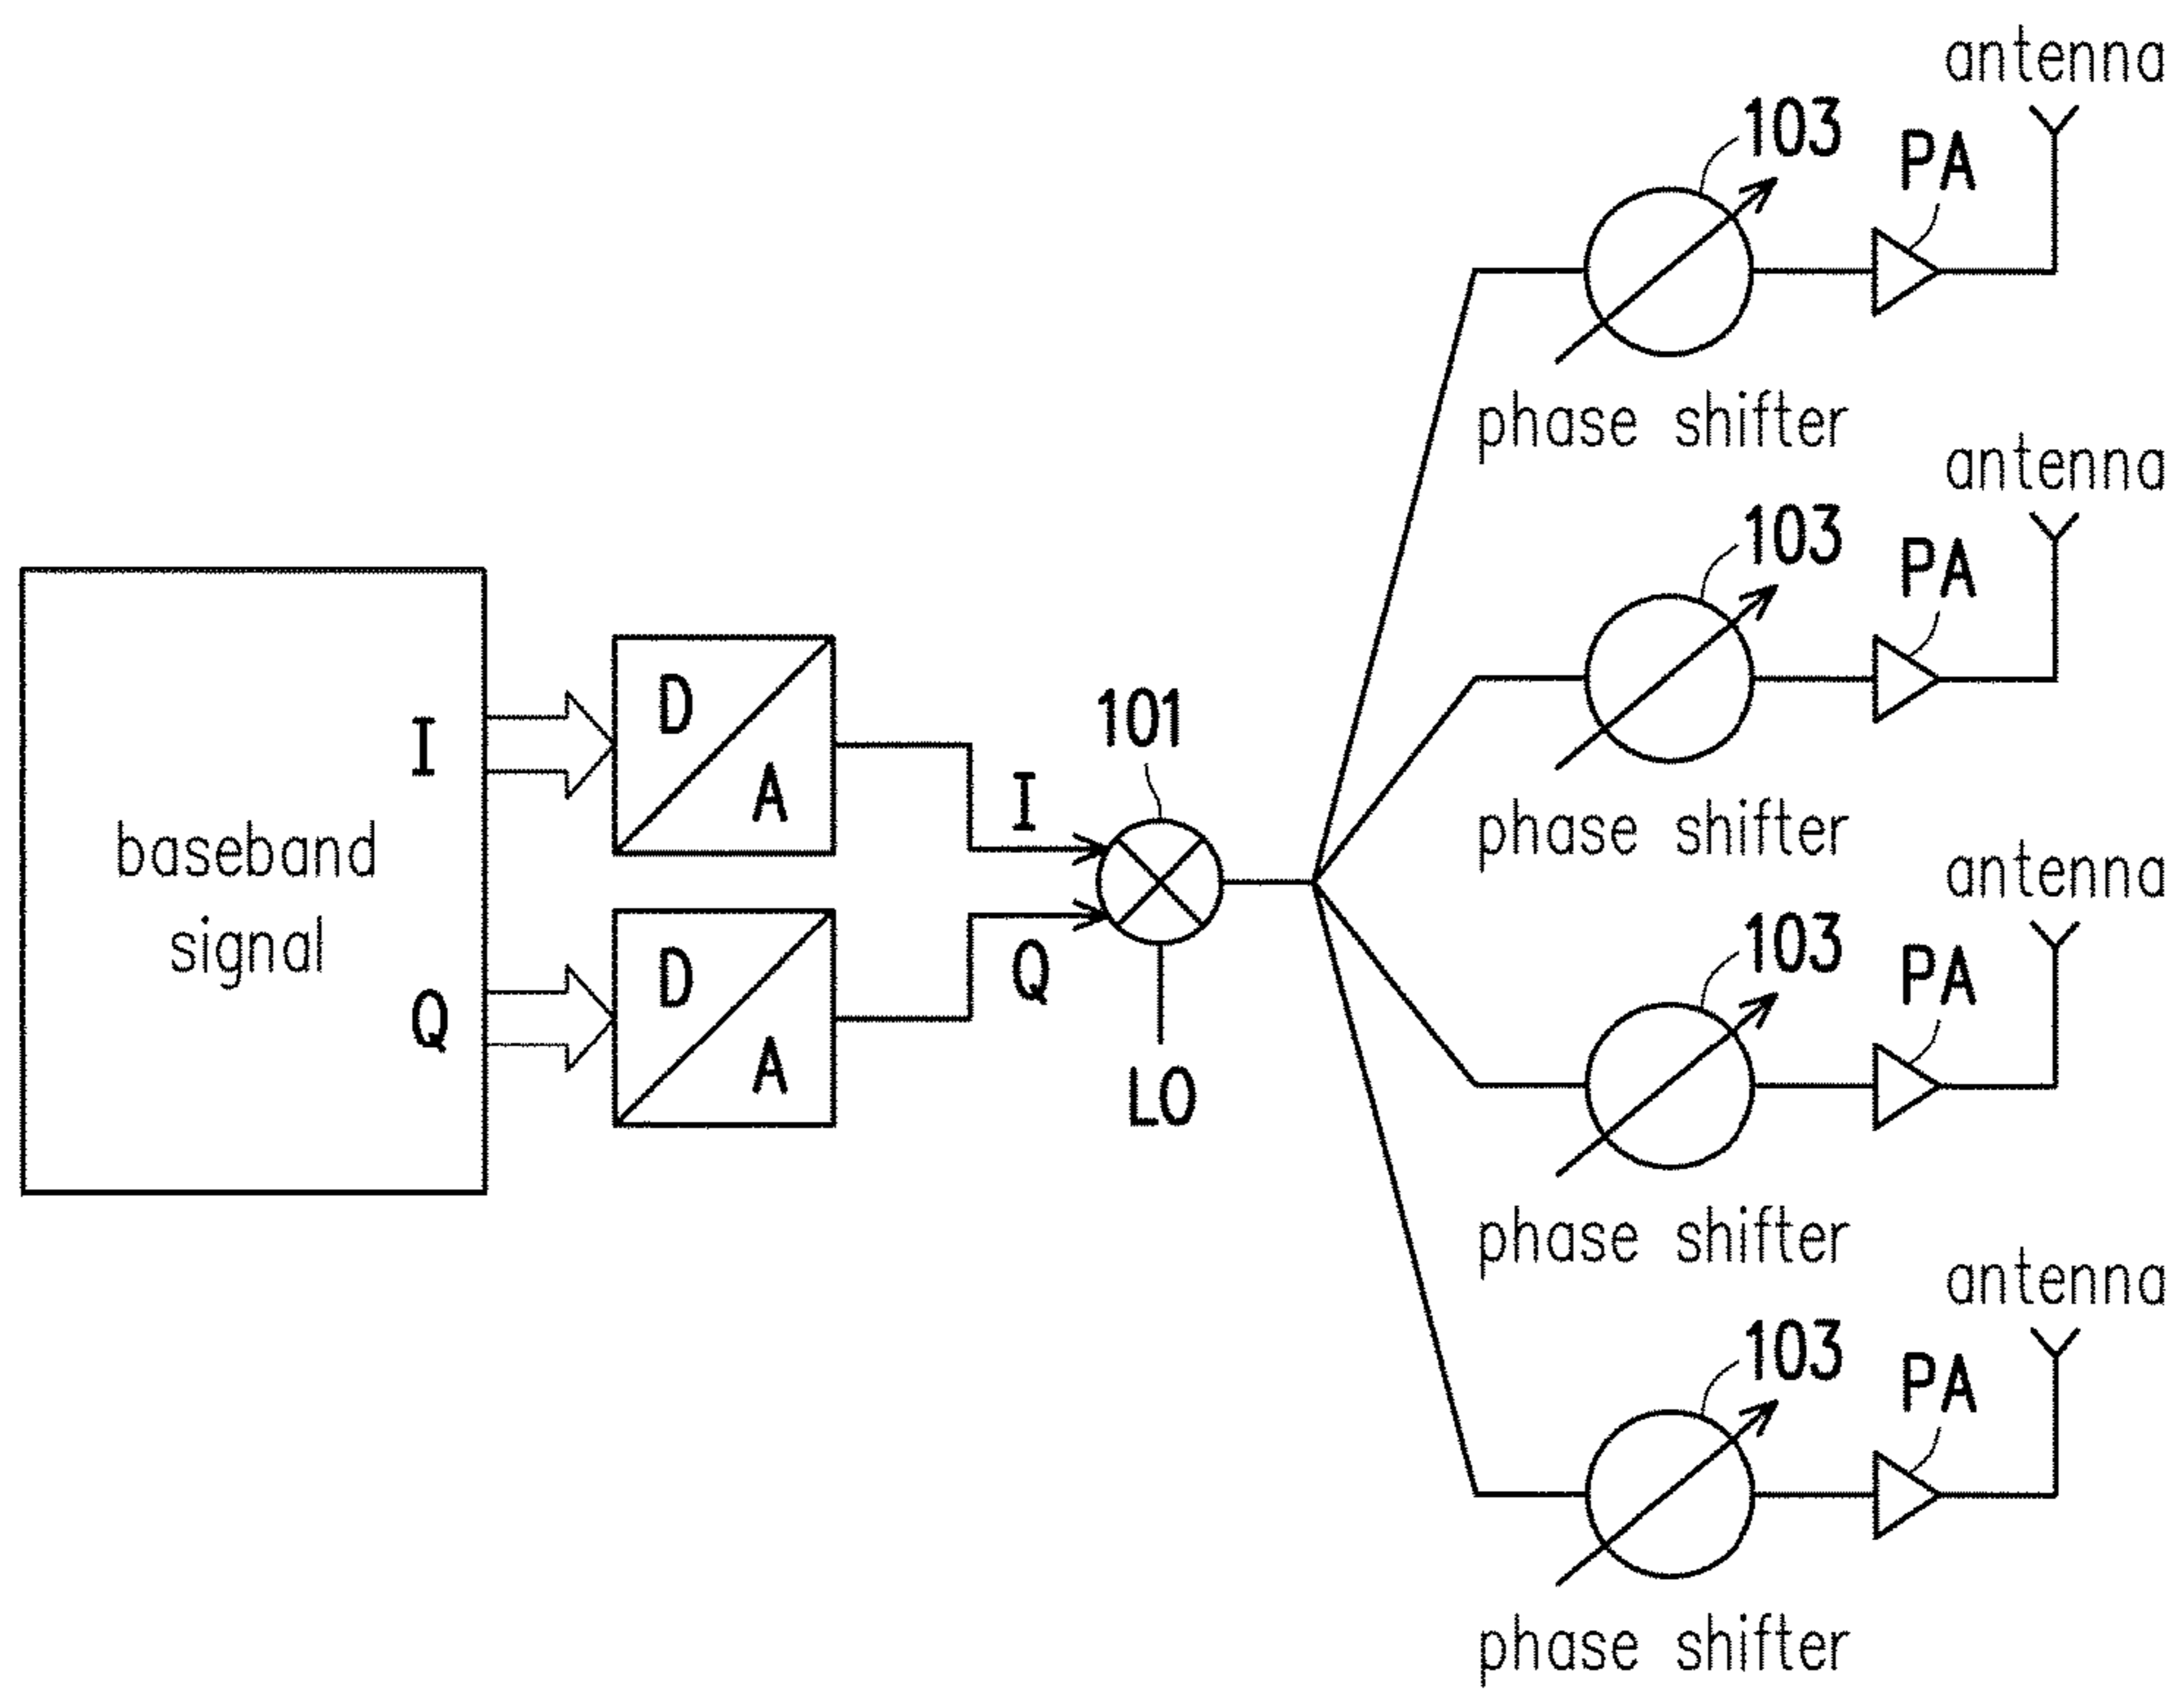 antenna
103
PA
phase shifter
antenna
103
PA
phase shifter
baseband
signal
I
Q
D
A
D
A
I
Q
101
LO
antenna
103
PA
phase shifter
antenna
103
PA
phase shifter